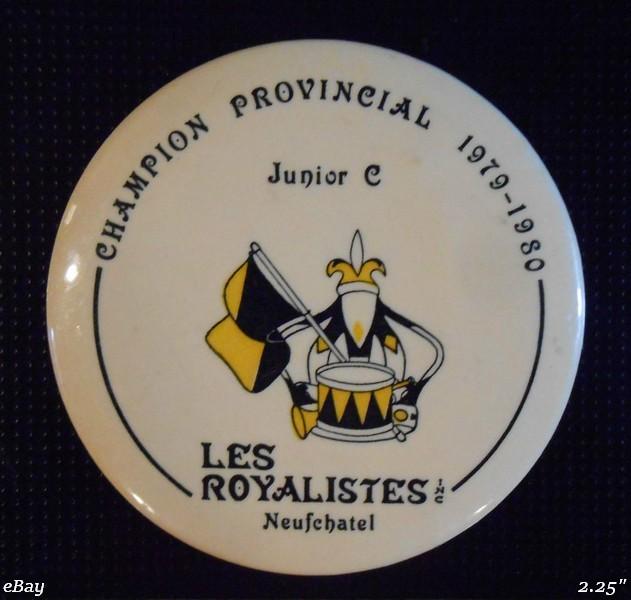 CHAMPION PROVINCIAL 1979-1980
Junior C
LES
ROYALISTES INC
Neufchatel
eBay
2.25"